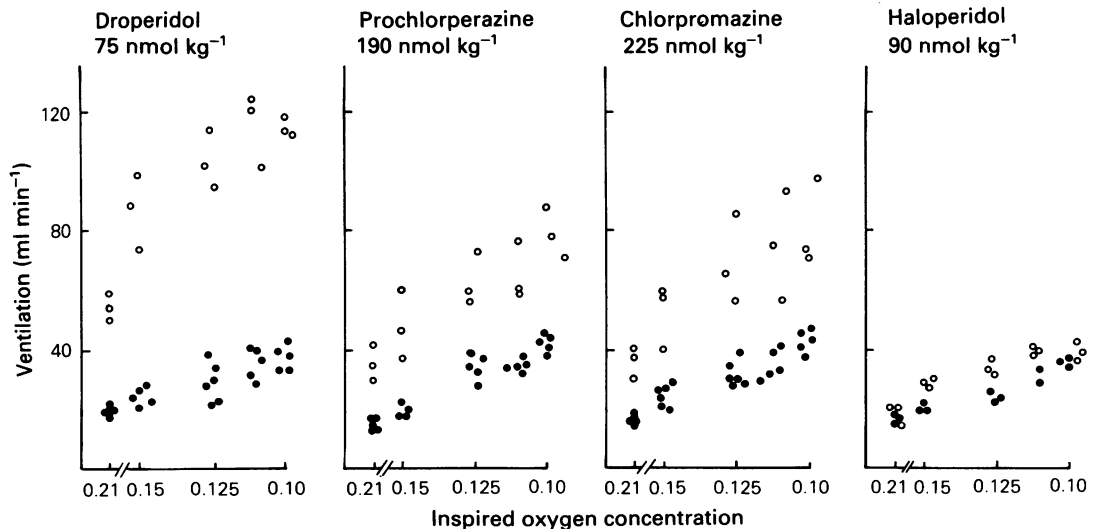 Droperidol
75 nmol kg⁻¹
Prochlorperazine
190 nmol kg⁻¹
Chlorpromazine
225 nmol kg⁻¹
Haloperidol
90 nmol kg⁻¹
Ventilation (ml min⁻¹)
120
80
40
0.21 0.15 0.125 0.10
0.21 0.15 0.125 0.10
0.21 0.15 0.125 0.10
0.21 0.15 0.125 0.10
Inspired oxygen concentration